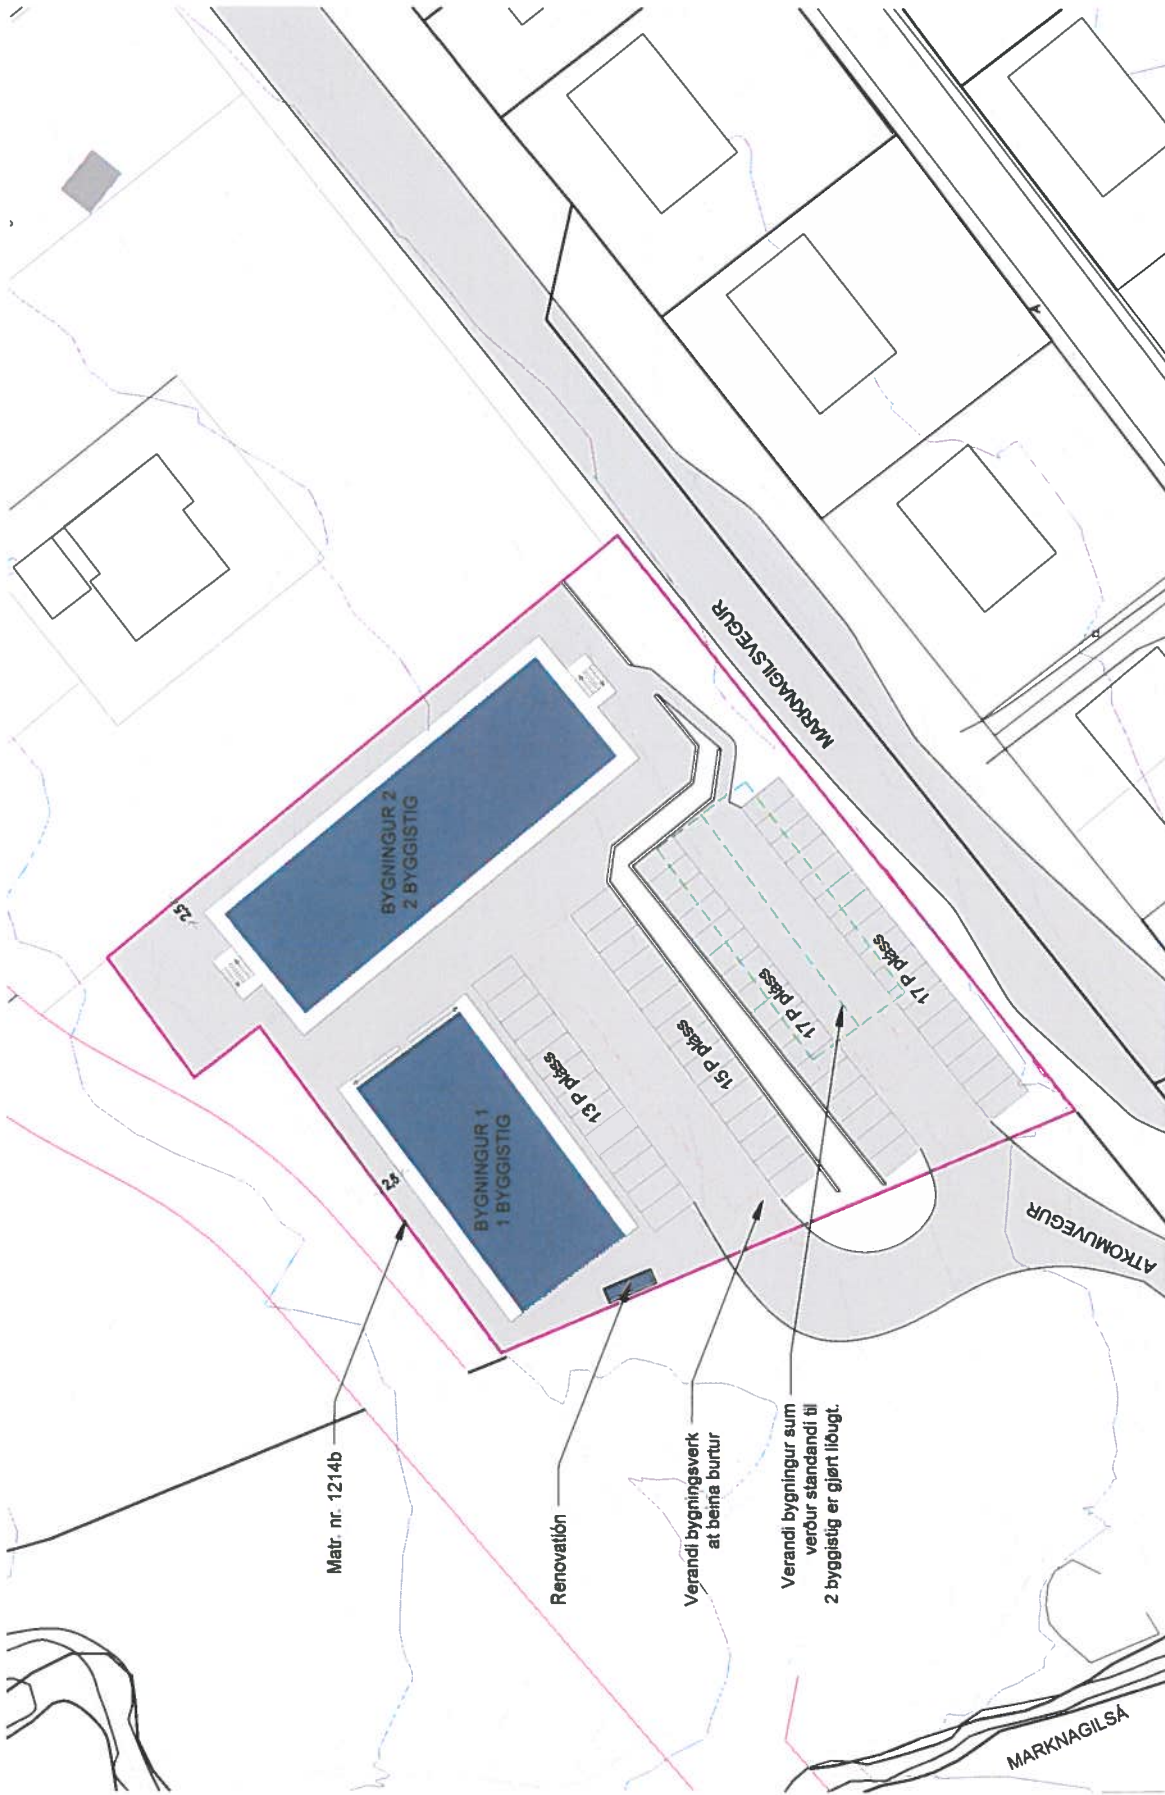 MARKNAGILSVEGUR
BYGNINGUR 2
2 BYGGISTIG
2,5
BYGNINGUR 1
1 BYGGISTIG
2,5
13 P pláss
15 P pláss
17 P pláss
17 P pláss
ATKOMUVEGUR
Matr. nr. 1214b
Renovatión
Verandi bygningsverk
at beina burtur
Verandi bygningur sum
verður standandi til
2 byggistig er gjørt liðugt.
MARKNAGILSÁ